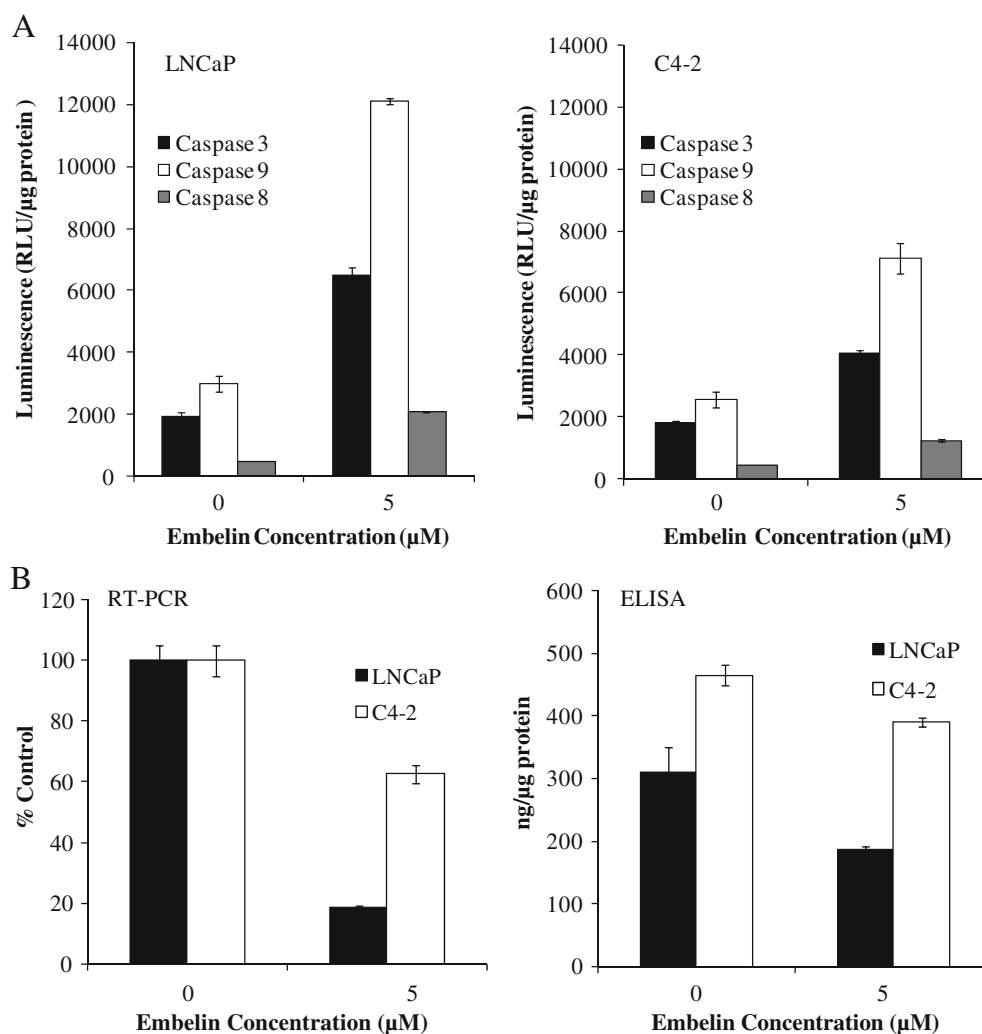 A
LNCaP
Luminescence (RLU/µg protein )
14000
12000
10000
8000
6000
4000
2000
0
Caspase 3
Caspase 9
Caspase 8
0
5
Embelin Concentration (µM)
C4-2
Luminescence (RLU/µg protein)
14000
12000
10000
8000
6000
4000
2000
0
Caspase 3
Caspase 9
Caspase 8
0
5
Embelin Concentration (µM)
B
RT-PCR
% Control
120
100
80
60
40
20
0
LNCaP
C4-2
0
5
Embelin Concentration (µM)
ELISA
ng/µg protein
600
500
400
300
200
100
0
LNCaP
C4-2
0
5
Embelin Concentration (µM)